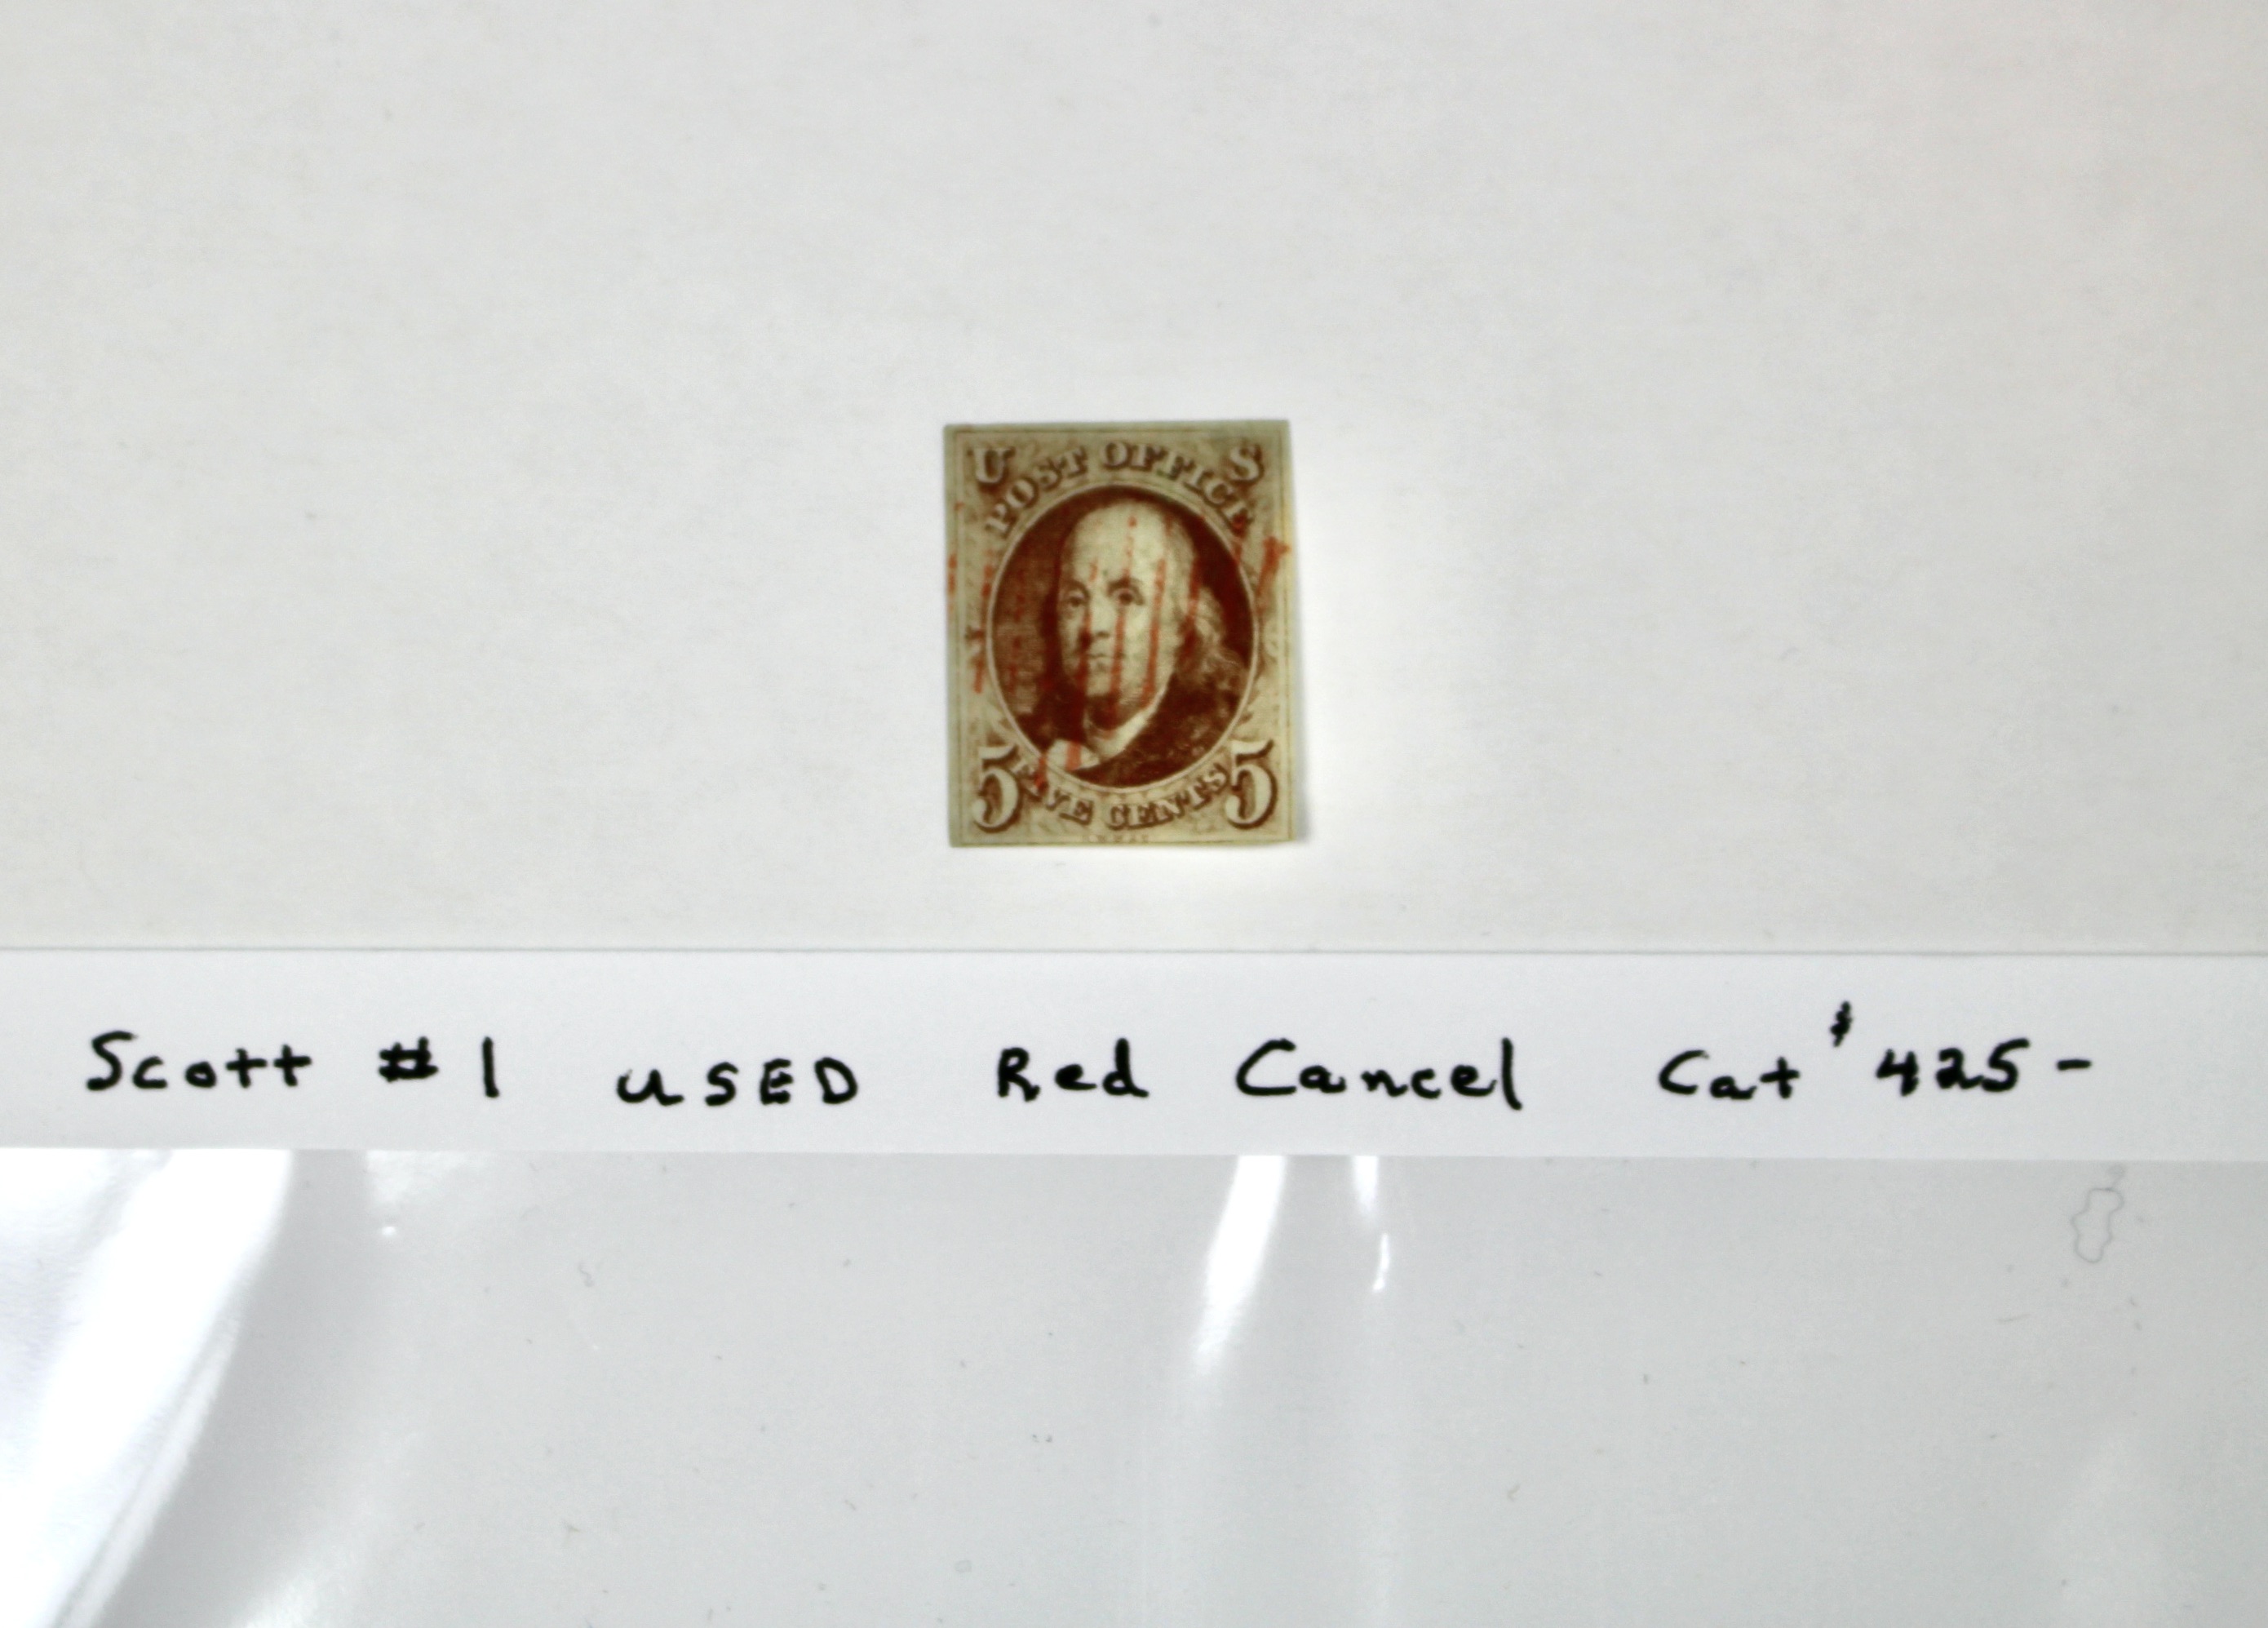 U S
POST OFFICE
5 FIVE CENTS 5
Scott #1 USED Red Cancel Cat $425-